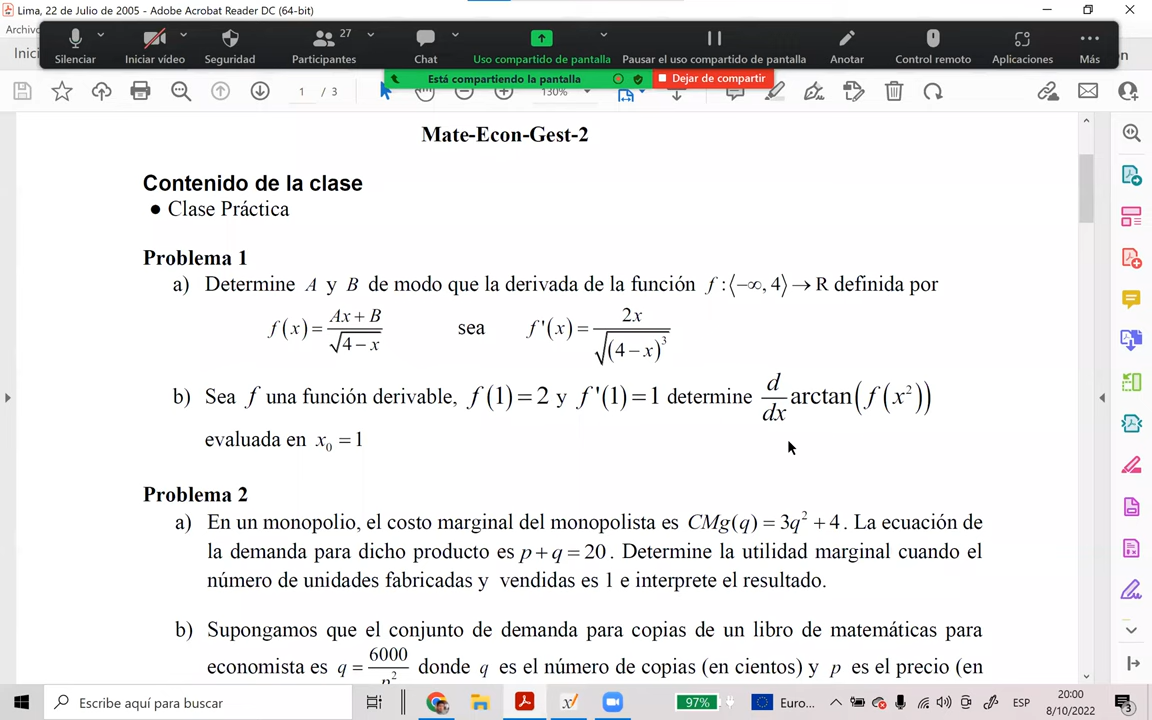 Lima, 22 de Julio de 2005 - Adobe Acrobat Reader DC (64-bit)
Archivo
Inici
Silenciar
Iniciar vídeo
Seguridad
27
Participantes
Chat
Uso compartido de pantalla
Pausar el uso compartido de pantalla
Anotar
Control remoto
Aplicaciones
Más
Está compartiendo la pantalla
Dejar de compartir
1 / 3
130%
Mate-Econ-Gest-2
Contenido de la clase
● Clase Práctica
Problema 1
a) Determine A y B de modo que la derivada de la función f : ⟨−∞, 4⟩ → R definida por
f(x) = (Ax + B)/√(4 − x) sea f'(x) = 2x/√((4 − x)³)
b) Sea f una función derivable, f(1) = 2 y f'(1) = 1 determine d/dx arctan(f(x²))
evaluada en x₀ = 1
Problema 2
a) En un monopolio, el costo marginal del monopolista es CMg(q) = 3q² + 4. La ecuación de
la demanda para dicho producto es p + q = 20. Determine la utilidad marginal cuando el
número de unidades fabricadas y vendidas es 1 e interprete el resultado.
b) Supongamos que el conjunto de demanda para copias de un libro de matemáticas para
economista es q = 6000/p² donde q es el número de copias (en cientos) y p es el precio (en
Escribe aquí para buscar
97%
Euro...
ESP
20:00
8/10/2022
3